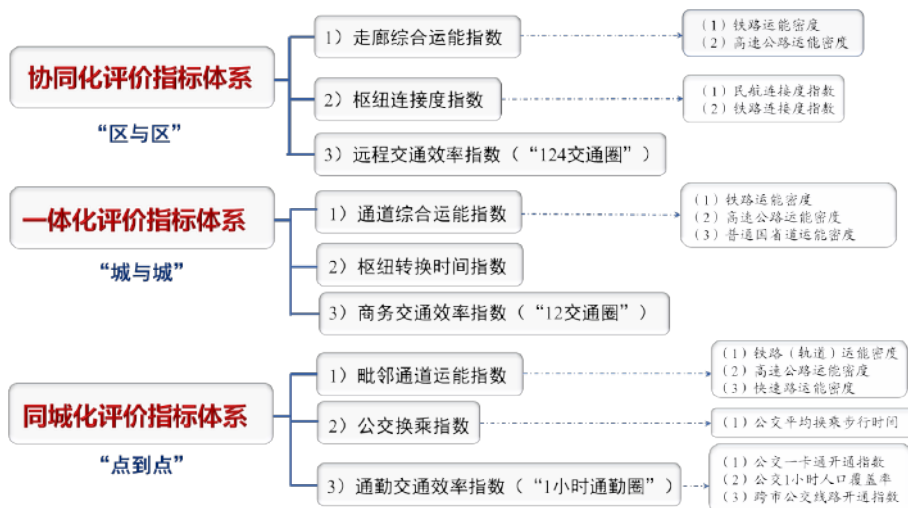 协同化评价指标体系
“区与区”
1）走廊综合运能指数
（1）铁路运能密度
（2）高速公路运能密度
2）枢纽连接度指数
（1）民航连接度指数
（2）铁路连接度指数
3）远程交通效率指数（“124交通圈”）
一体化评价指标体系
“城与城”
1）通道综合运能指数
（1）铁路运能密度
（2）高速公路运能密度
（3）普通国省道运能密度
2）枢纽转换时间指数
3）商务交通效率指数（“12交通圈”）
同城化评价指标体系
“点到点”
1）毗邻通道运能指数
（1）铁路（轨道）运能密度
（2）高速公路运能密度
（3）快速路运能密度
2）公交换乘指数
（1）公交平均换乘步行时间
3）通勤交通效率指数（“1小时通勤圈”）
（1）公交一卡通开通指数
（2）公交1小时人口覆盖率
（3）跨市公交线路开通指数